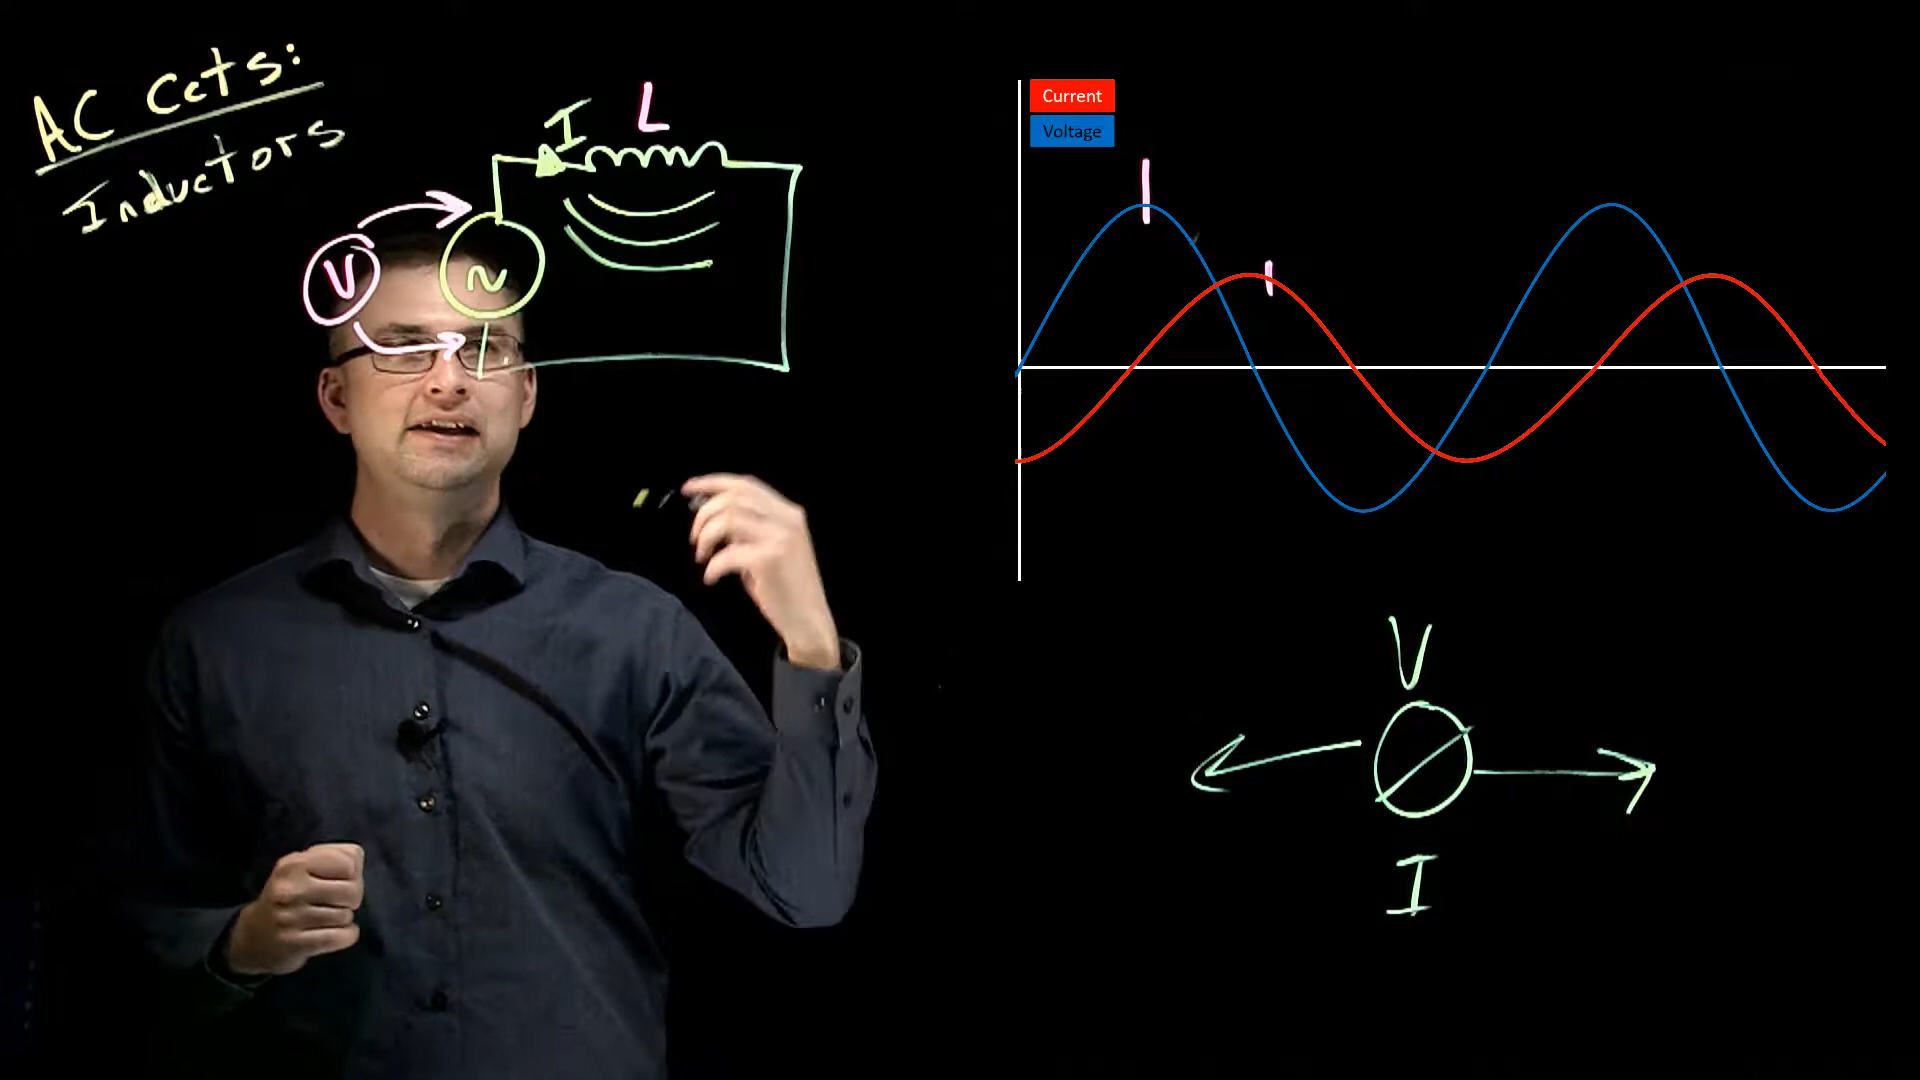 AC Ccts:
Inductors
I
L
V
~
Current
Voltage
V
I